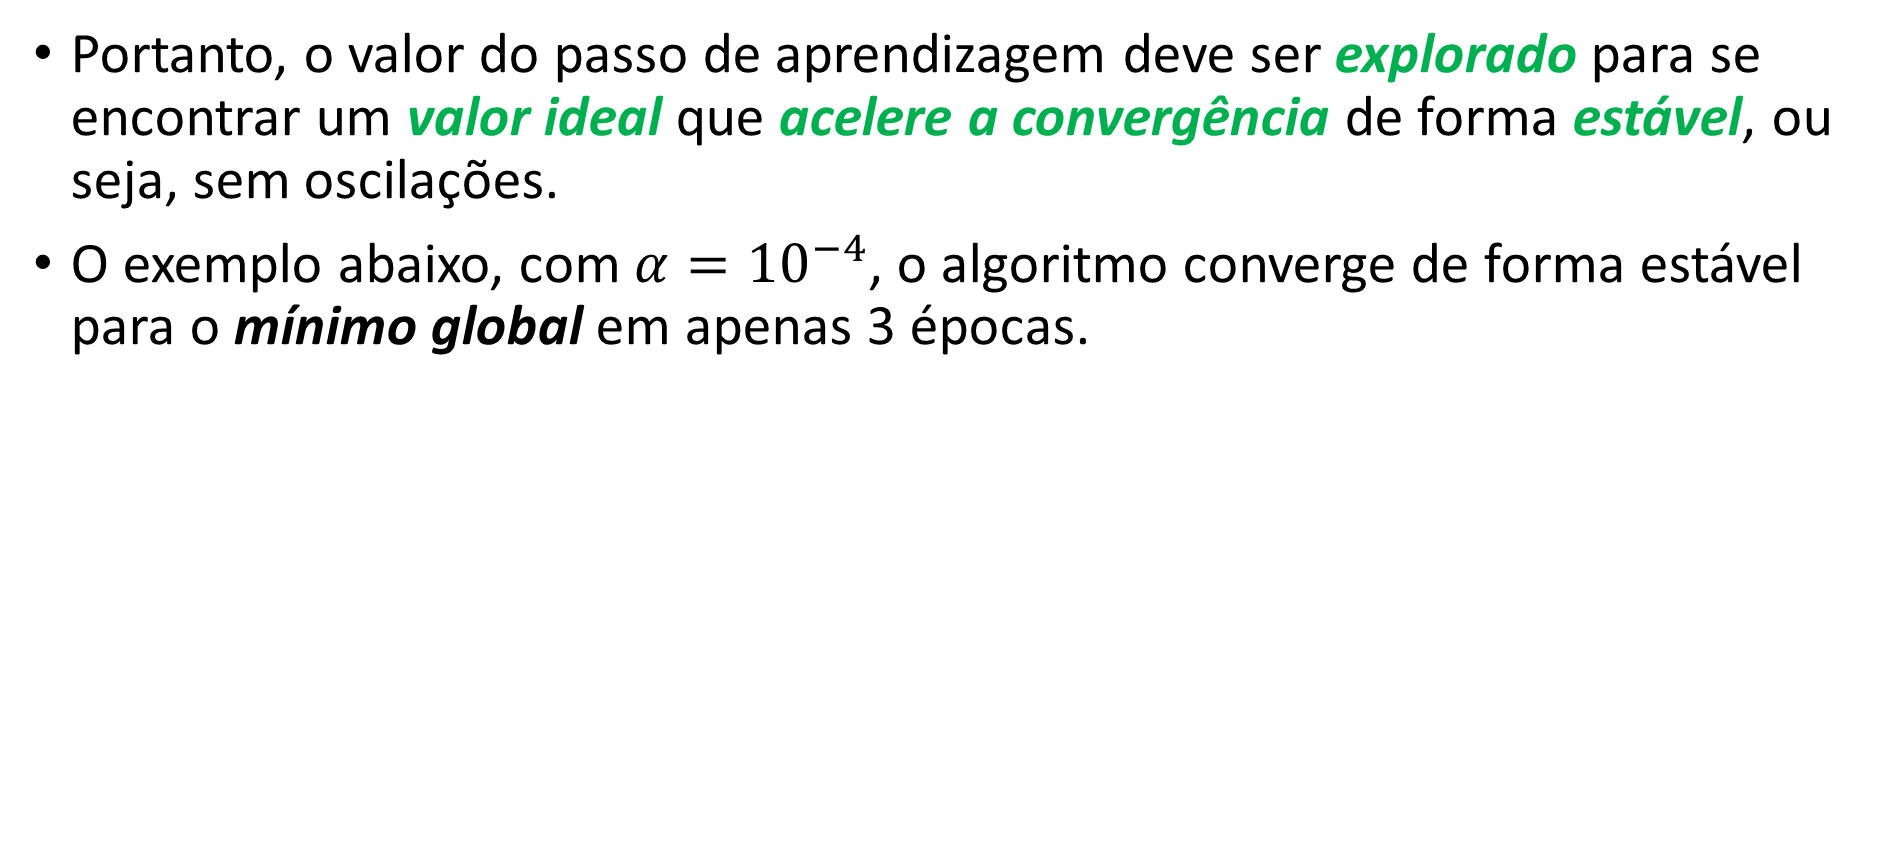 • Portanto, o valor do passo de aprendizagem deve ser explorado para se
encontrar um valor ideal que acelere a convergência de forma estável, ou
seja, sem oscilações.
• O exemplo abaixo, com 𝛼 = 10⁻⁴, o algoritmo converge de forma estável
para o mínimo global em apenas 3 épocas.